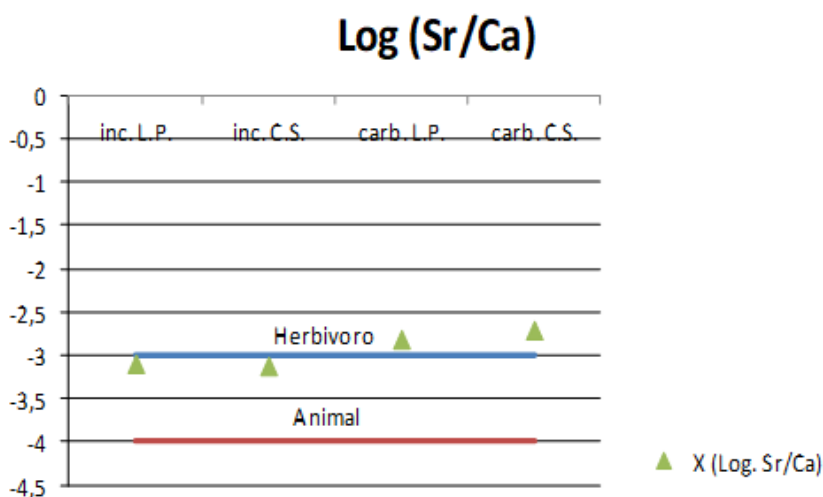 Log (Sr/Ca)
0
inc. L.P. inc. C.S. carb. L.P. carb. C.S.
-0,5
-1
-1,5
-2
-2,5
Herbivoro
-3
-3,5
Animal
-4
X (Log. Sr/Ca)
-4,5